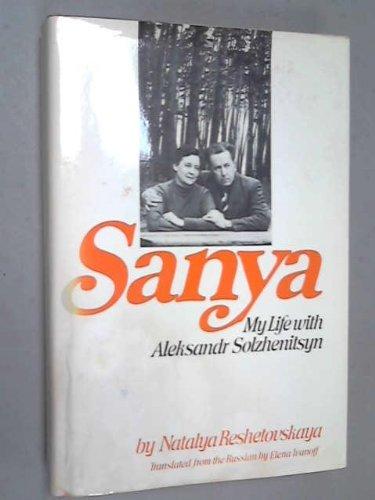 Sanya
My Life with
Aleksandr Solzhenitsyn
by Natalya Reshetovskaya
Translated from the Russian by Elena Ivanoff